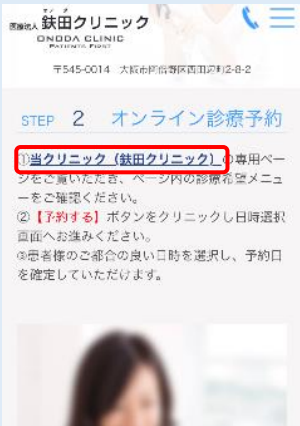 医療法人 オノダ 鉄田クリニック
ONODA CLINIC
PATIENTS FIRST
〒545-0014 大阪市阿倍野区西田辺町2-8-2
STEP 2 オンライン診療予約
①当クリニック（鉄田クリニック）の専用ペー
ジをご覧いただき、ページ内の診療希望メニュ
ーをご確認ください。
②【予約する】ボタンをクリックし日時選択
画面へお進みください。
③患者様のご都合の良い日時を選択し、予約日
を確定していただけます。